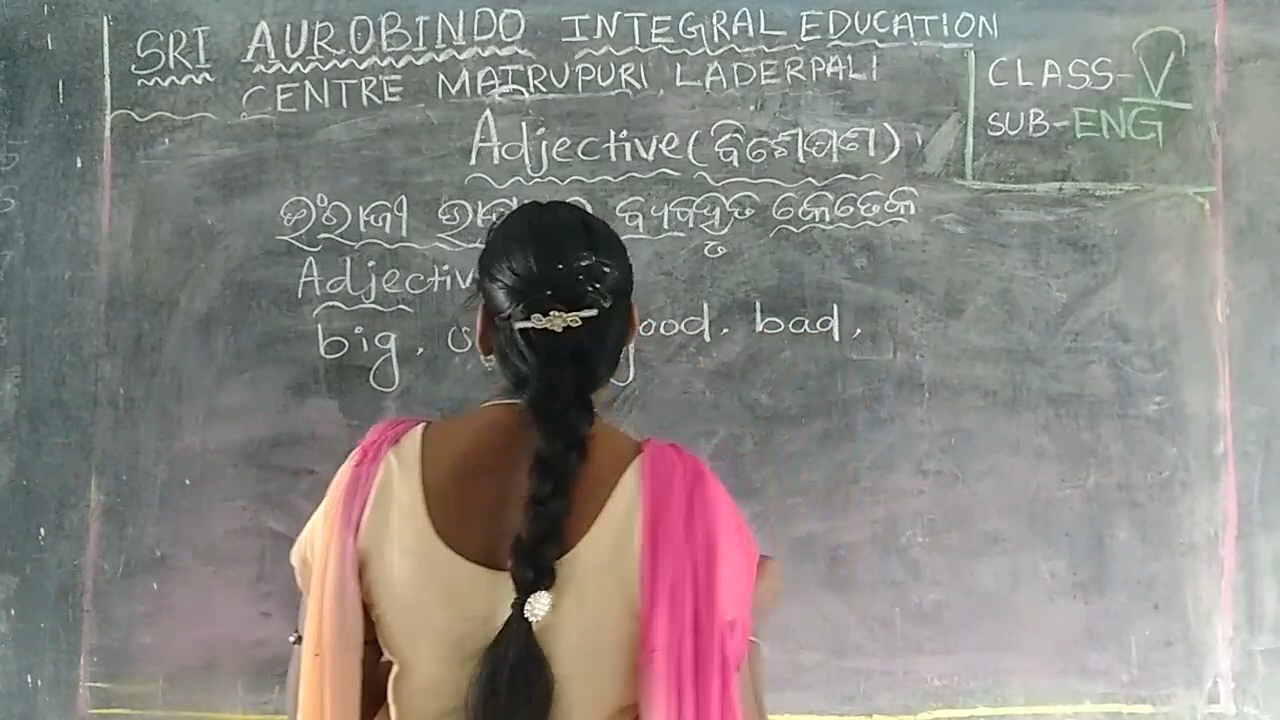 SRI AUROBINDO INTEGRAL EDUCATION
CENTRE MATRUPURI, LADERPALI
CLASS-V
SUB-ENG
Adjective (ବିଶେଷଣ)
ଇଂରାଜୀ ବ୍ୟବହୃତ କେତେକ
big, bad,